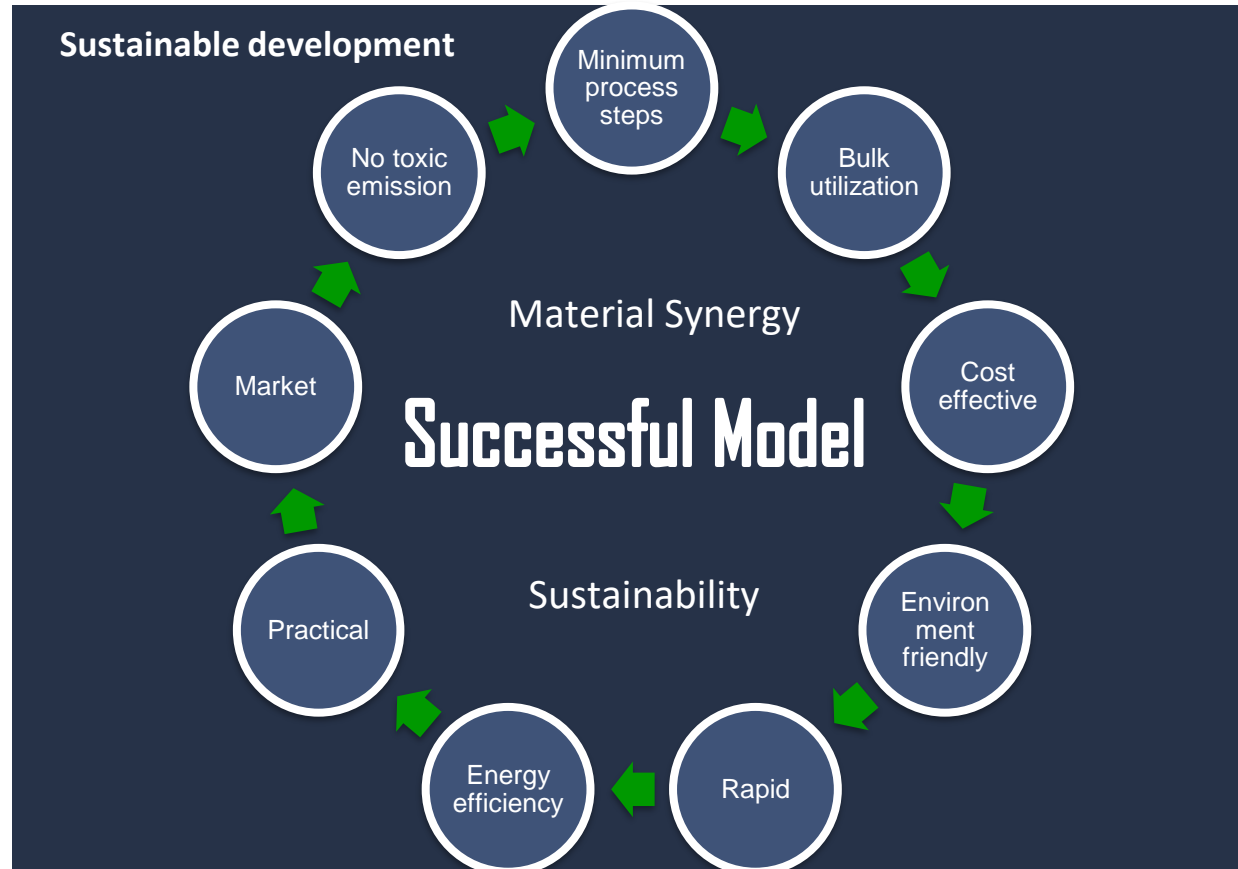 Sustainable development
Minimum
process
steps
Bulk
utilization
Cost
effective
Environ
ment
friendly
Rapid
Energy
efficiency
Practical
Market
No toxic
emission
Material Synergy
Successful Model
Sustainability